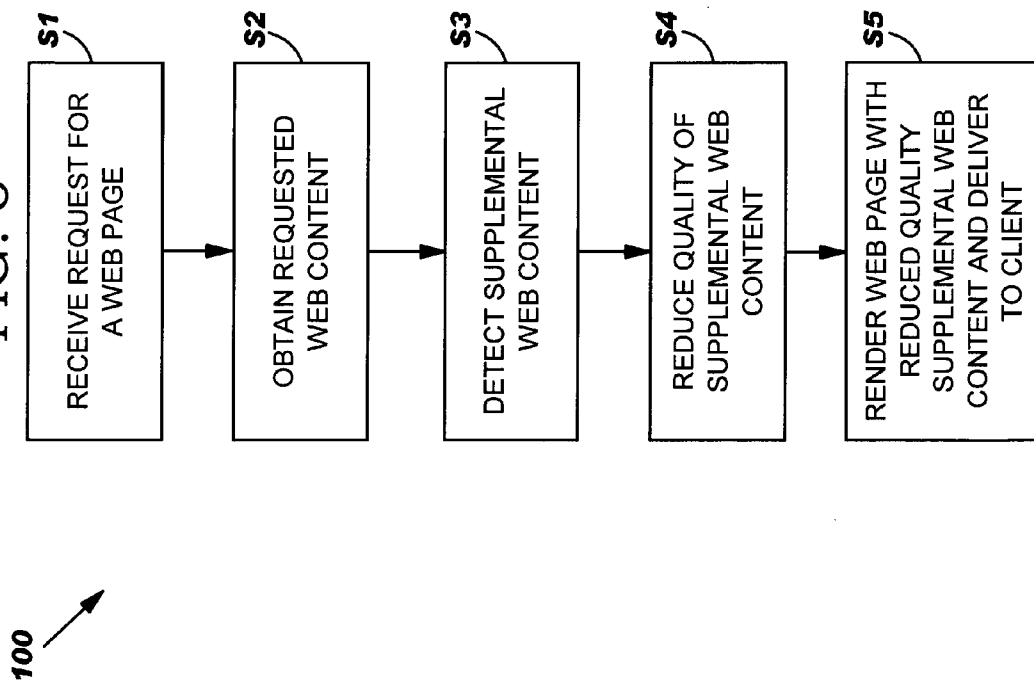 FIG.
100
RECEIVE REQUEST FOR
A WEB PAGE
S1
OBTAIN REQUESTED
WEB CONTENT
S2
DETECT SUPPLEMENTAL
WEB CONTENT
S3
REDUCE QUALITY OF
SUPPLEMENTAL WEB
CONTENT
S4
RENDER WEB PAGE WITH
REDUCED QUALITY
SUPPLEMENTAL WEB
CONTENT AND DELIVER
TO CLIENT
S5